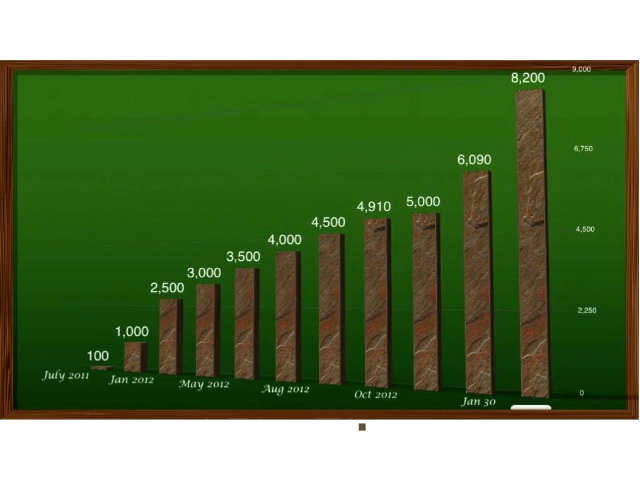 9,000
8,200
6,750
6,090
4,910
5,000
4,500
4,500
4,000
3,500
3,000
2,500
2,250
1,000
100
0
July 2011
Jan 2012
May 2012
Aug 2012
Oct 2012
Jan 30